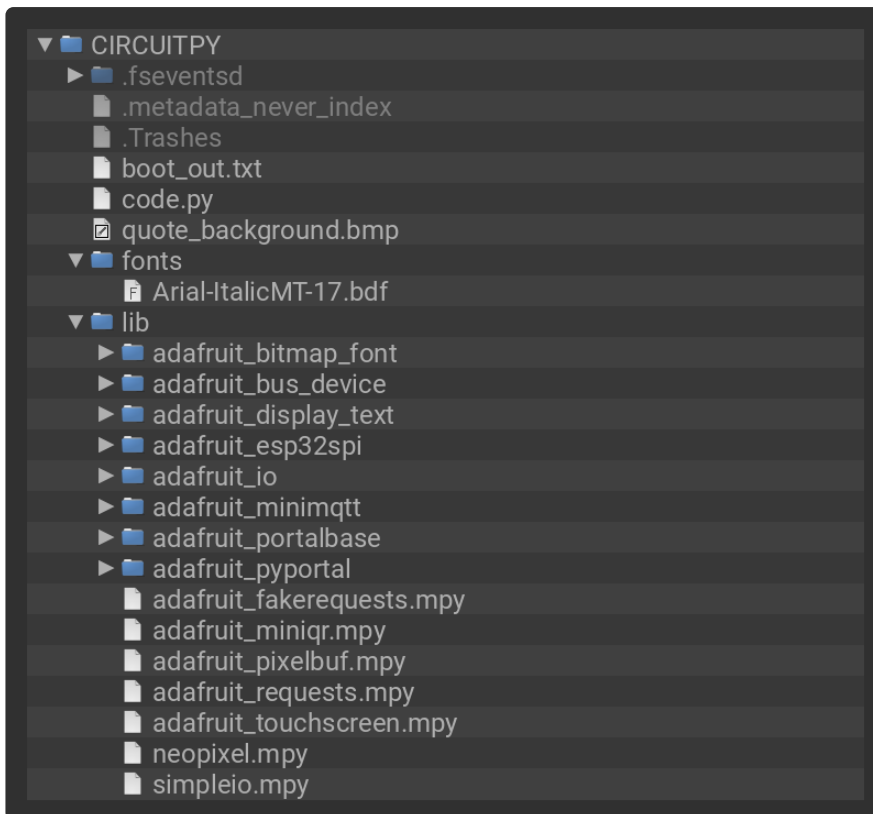 CIRCUITPY
.fseventsd
.metadata_never_index
.Trashes
boot_out.txt
code.py
quote_background.bmp
fonts
F Arial-ItalicMT-17.bdf
lib
adafruit_bitmap_font
adafruit_bus_device
adafruit_display_text
adafruit_esp32spi
adafruit_io
adafruit_minimqtt
adafruit_portalbase
adafruit_pyportal
adafruit_fakerequests.mpy
adafruit_miniqr.mpy
adafruit_pixelbuf.mpy
adafruit_requests.mpy
adafruit_touchscreen.mpy
neopixel.mpy
simpleio.mpy